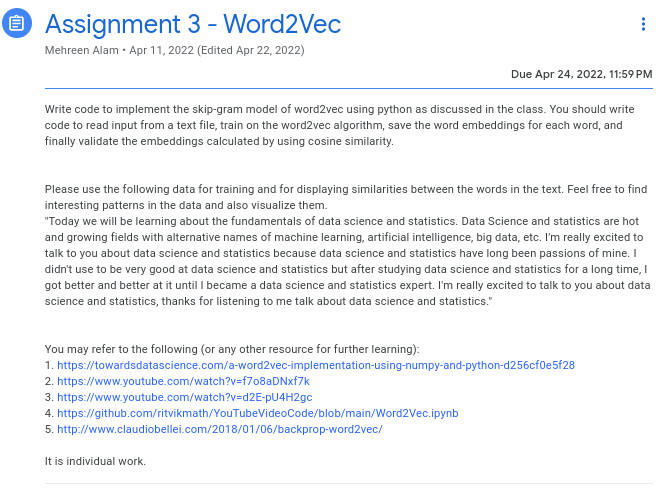 Assignment 3 - Word2Vec
Mehreen Alam • Apr 11, 2022 (Edited Apr 22, 2022)
Due Apr 24, 2022, 11:59 PM
Write code to implement the skip-gram model of word2vec using python as discussed in the class. You should write
code to read input from a text file, train on the word2vec algorithm, save the word embeddings for each word, and
finally validate the embeddings calculated by using cosine similarity.
Please use the following data for training and for displaying similarities between the words in the text. Feel free to find
interesting patterns in the data and also visualize them.
"Today we will be learning about the fundamentals of data science and statistics. Data Science and statistics are hot
and growing fields with alternative names of machine learning, artificial intelligence, big data, etc. I'm really excited to
talk to you about data science and statistics because data science and statistics have long been passions of mine. I
didn't use to be very good at data science and statistics but after studying data science and statistics for a long time, I
got better and better at it until I became a data science and statistics expert. I'm really excited to talk to you about data
science and statistics, thanks for listening to me talk about data science and statistics."
You may refer to the following (or any other resource for further learning):
1. https://towardsdatascience.com/a-word2vec-implementation-using-numpy-and-python-d256cf0e5f28
2. https://www.youtube.com/watch?v=f7o8aDNxf7k
3. https://www.youtube.com/watch?v=d2E-pU4H2gc
4. https://github.com/ritvikmath/YouTubeVideoCode/blob/main/Word2Vec.ipynb
5. http://www.claudiobellei.com/2018/01/06/backprop-word2vec/
It is individual work.